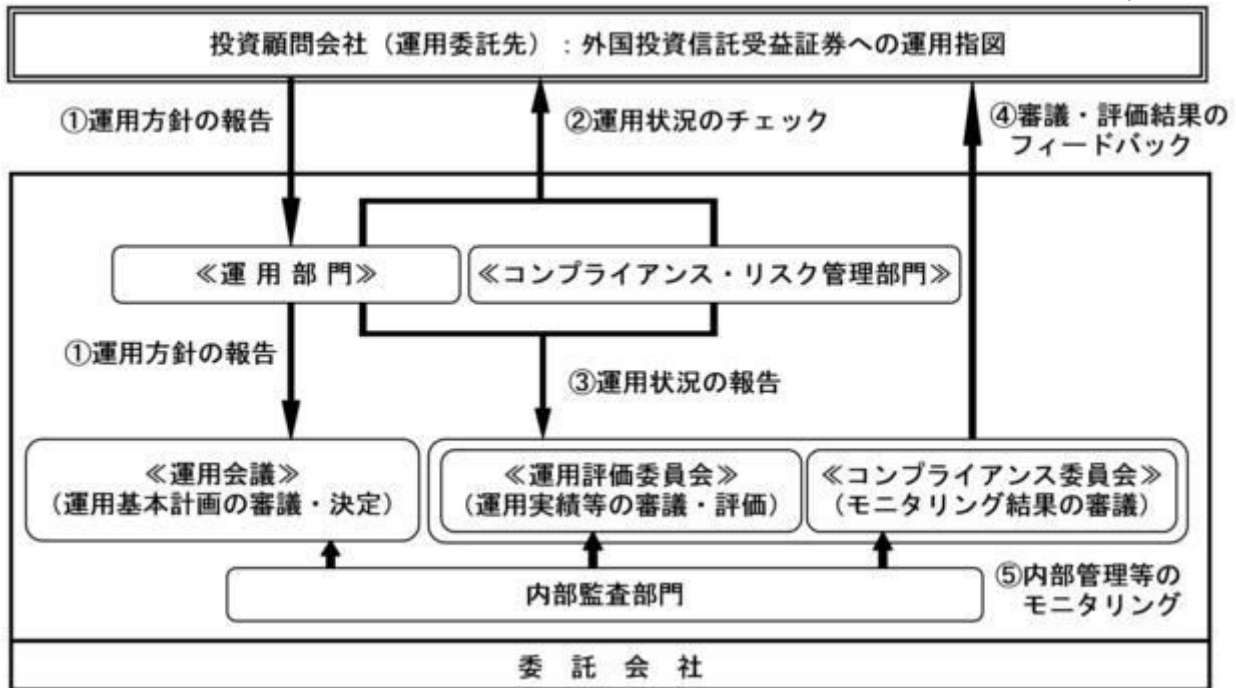 投資顧問会社（運用委託先）：外国投資信託受益証券への運用指図
①運用方針の報告
②運用状況のチェック
④審議・評価結果の
フィードバック
≪運 用 部 門≫
≪コンプライアンス・リスク管理部門≫
①運用方針の報告
③運用状況の報告
≪運用会議≫
（運用基本計画の審議・決定）
≪運用評価委員会≫
（運用実績等の審議・評価）
≪コンプライアンス委員会≫
（モニタリング結果の審議）
内部監査部門
⑤内部管理等の
モニタリング
委 託 会 社